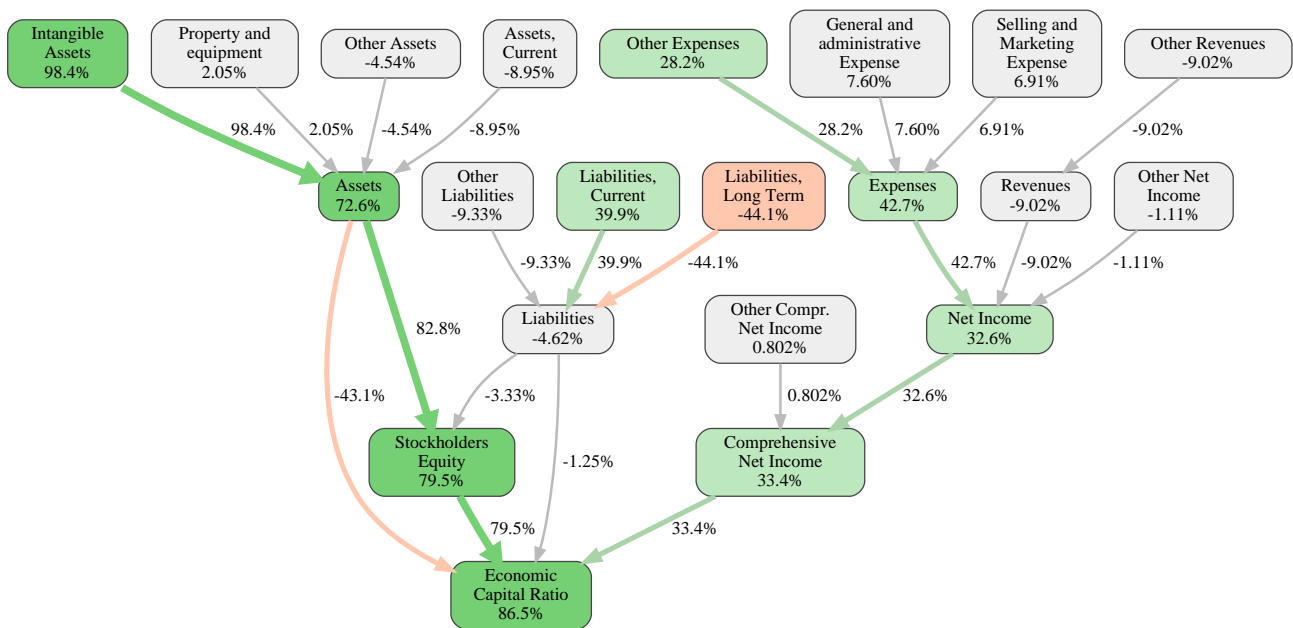 Intangible
Assets
98.4%
Property and
equipment
2.05%
Other Assets
-4.54%
Assets,
Current
-8.95%
Other Expenses
28.2%
General and
administrative
Expense
7.60%
Selling and
Marketing
Expense
6.91%
Other Revenues
-9.02%
98.4%
2.05%
-4.54%
-8.95%
28.2%
7.60%
6.91%
-9.02%
Assets
72.6%
Other
Liabilities
-9.33%
Liabilities,
Current
39.9%
Liabilities,
Long Term
-44.1%
Expenses
42.7%
Revenues
-9.02%
Other Net
Income
-1.11%
-9.33%
39.9%
-44.1%
42.7%
-9.02%
-1.11%
82.8%
Liabilities
-4.62%
Other Compr.
Net Income
0.802%
Net Income
32.6%
-43.1%
-3.33%
0.802%
32.6%
Stockholders
Equity
79.5%
-1.25%
Comprehensive
Net Income
33.4%
79.5%
33.4%
Economic
Capital Ratio
86.5%